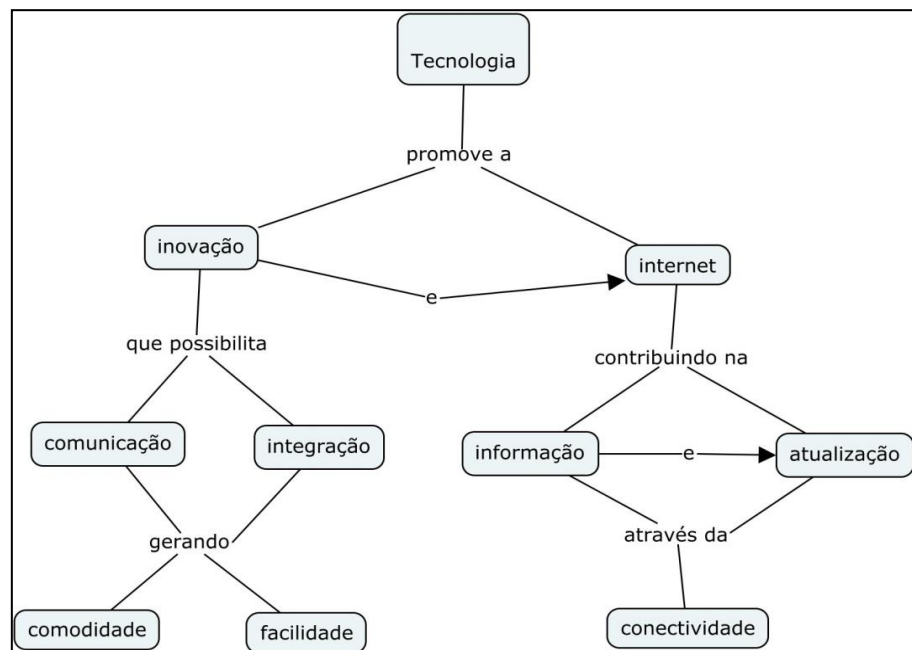 Tecnologia
promove a
inovação
internet
e
que possibilita
contribuindo na
comunicação
integração
informação
e
atualização
gerando
através da
comodidade
facilidade
conectividade